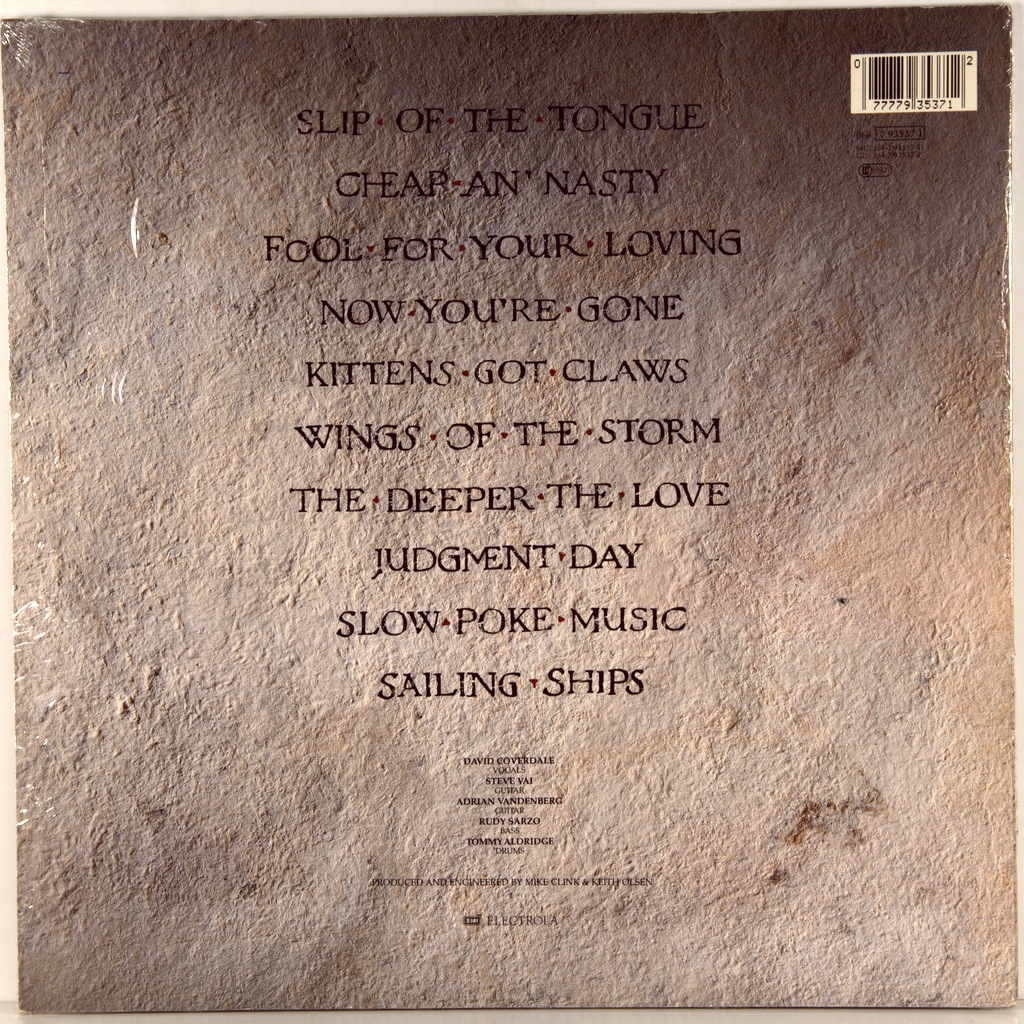 0 2
77779 35371
SLIP · OF · THE · TONGUE
CHEAP · AN' NASTY
FOOL · FOR · YOUR · LOVING
NOW · YOU'RE · GONE
KITTENS · GOT · CLAWS
WINGS · OF · THE · STORM
THE · DEEPER · THE · LOVE
JUDGMENT · DAY
SLOW · POKE · MUSIC
SAILING · SHIPS
DAVID COVERDALE
VOCALS
STEVE VAI
GUITAR
ADRIAN VANDENBERG
GUITAR
RUDY SARZO
BASS
TOMMY ALDRIDGE
DRUMS
PRODUCED AND ENGINEERED BY MIKE CLINK & KEITH OLSEN
EMI ELECTROLA